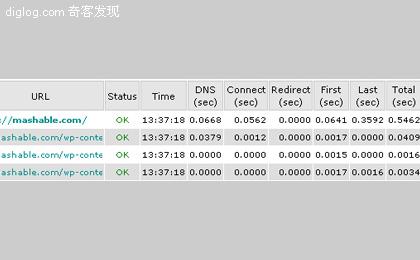 diglog.com 奇客发现
URL Status Time DNS (sec) Connect (sec) Redirect (sec) First (sec) Last (sec) Total (sec)
://mashable.com/ OK 13:37:18 0.0668 0.0562 0.0000 0.0641 0.3592 0.5462
ashable.com/wp-conte OK 13:37:18 0.0379 0.0012 0.0000 0.0017 0.0000 0.0409
ashable.com/wp-conte OK 13:37:18 0.0000 0.0000 0.0000 0.0015 0.0000 0.0016
ashable.com/wp-conte OK 13:37:18 0.0000 0.0000 0.0000 0.0017 0.0016 0.0034